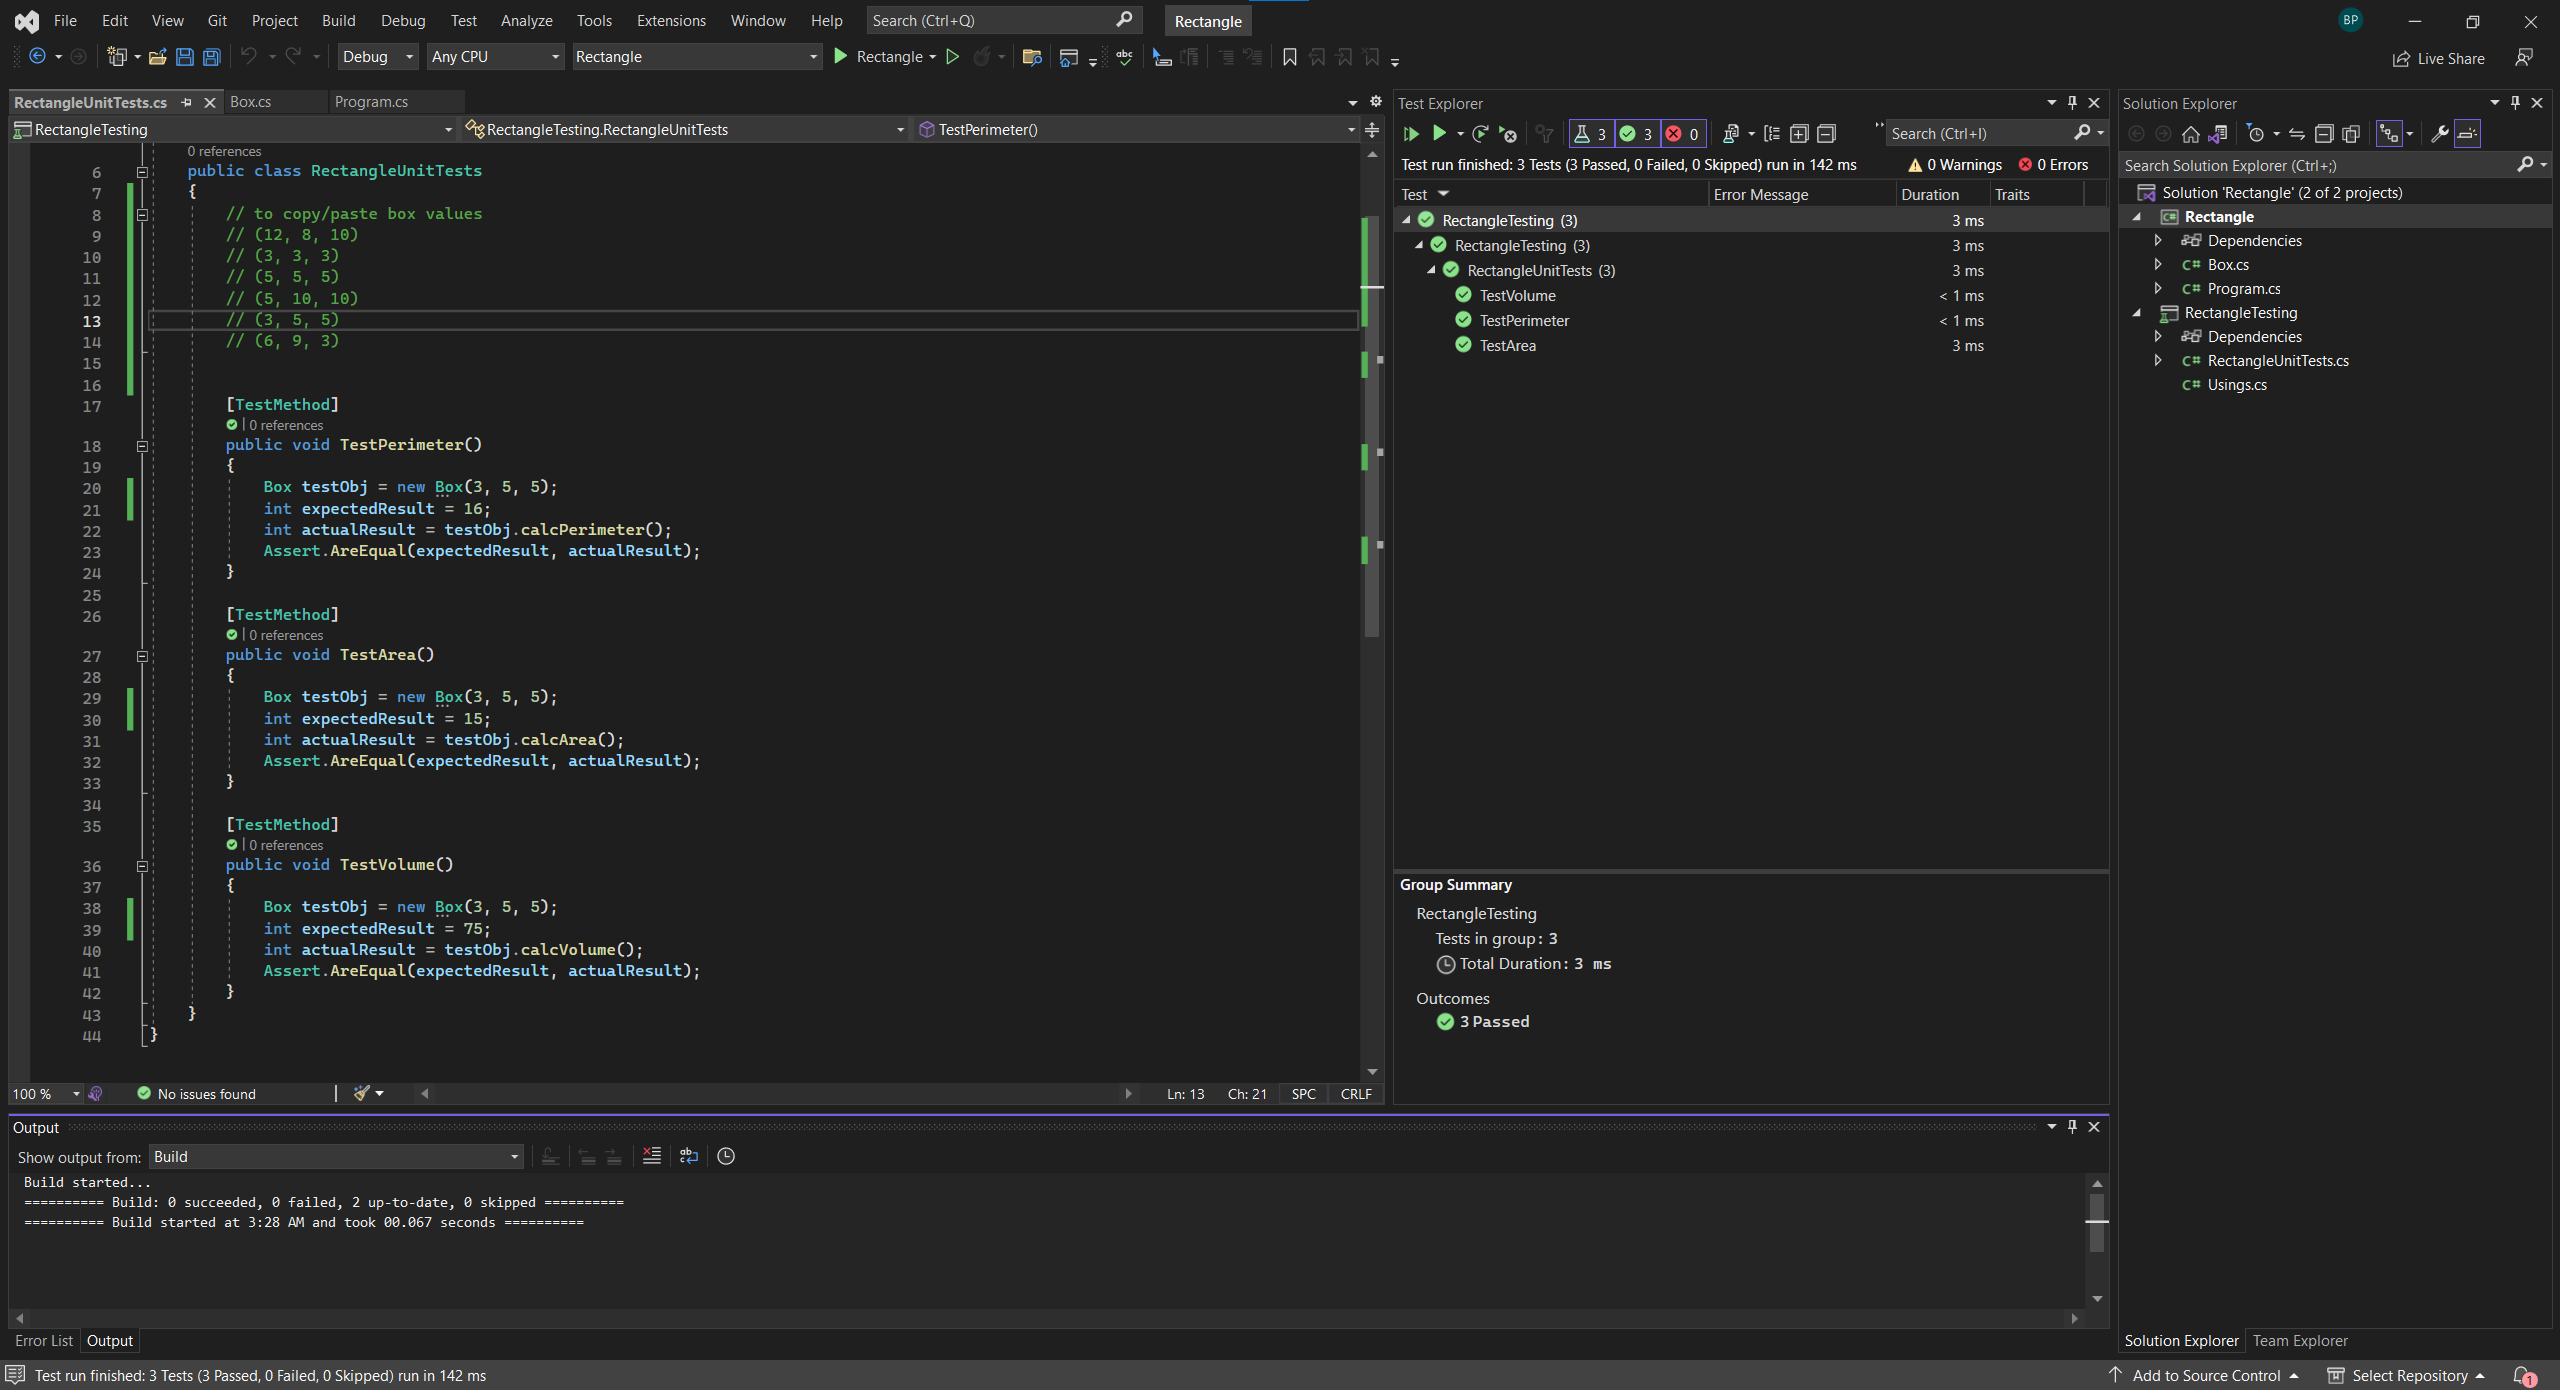 File Edit View Git Project Build Debug Test Analyze Tools Extensions Window Help Search (Ctrl+Q) Rectangle BP
Debug Any CPU Rectangle Rectangle Live Share
RectangleUnitTests.cs Box.cs Program.cs
RectangleTesting RectangleTesting.RectangleUnitTests TestPerimeter()
0 references
6 public class RectangleUnitTests
7 {
8 // to copy/paste box values
9 // (12, 8, 10)
10 // (3, 3, 3)
11 // (5, 5, 5)
12 // (5, 10, 10)
13 // (3, 5, 5)
14 // (6, 9, 3)
15
16
17 [TestMethod]
0 references
18 public void TestPerimeter()
19 {
20 Box testObj = new Box(3, 5, 5);
21 int expectedResult = 16;
22 int actualResult = testObj.calcPerimeter();
23 Assert.AreEqual(expectedResult, actualResult);
24 }
25
26 [TestMethod]
0 references
27 public void TestArea()
28 {
29 Box testObj = new Box(3, 5, 5);
30 int expectedResult = 15;
31 int actualResult = testObj.calcArea();
32 Assert.AreEqual(expectedResult, actualResult);
33 }
34
35 [TestMethod]
0 references
36 public void TestVolume()
37 {
38 Box testObj = new Box(3, 5, 5);
39 int expectedResult = 75;
40 int actualResult = testObj.calcVolume();
41 Assert.AreEqual(expectedResult, actualResult);
42 }
43 }
44 }
100 % No issues found Ln: 13 Ch: 21 SPC CRLF
Test Explorer
3 3 0 Search (Ctrl+I)
Test run finished: 3 Tests (3 Passed, 0 Failed, 0 Skipped) run in 142 ms 0 Warnings 0 Errors
Test Error Message Duration Traits
RectangleTesting (3) 3 ms
RectangleTesting (3) 3 ms
RectangleUnitTests (3) 3 ms
TestVolume < 1 ms
TestPerimeter < 1 ms
TestArea 3 ms
Group Summary
RectangleTesting
Tests in group: 3
Total Duration: 3 ms
Outcomes
3 Passed
Solution Explorer
Search Solution Explorer (Ctrl+;)
Solution 'Rectangle' (2 of 2 projects)
C# Rectangle
Dependencies
C# Box.cs
C# Program.cs
RectangleTesting
Dependencies
C# RectangleUnitTests.cs
C# Usings.cs
Solution Explorer Team Explorer
Output
Show output from: Build
Build started...
========== Build: 0 succeeded, 0 failed, 2 up-to-date, 0 skipped ==========
========== Build started at 3:28 AM and took 00.067 seconds ==========
Error List Output
Test run finished: 3 Tests (3 Passed, 0 Failed, 0 Skipped) run in 142 ms Add to Source Control Select Repository 1